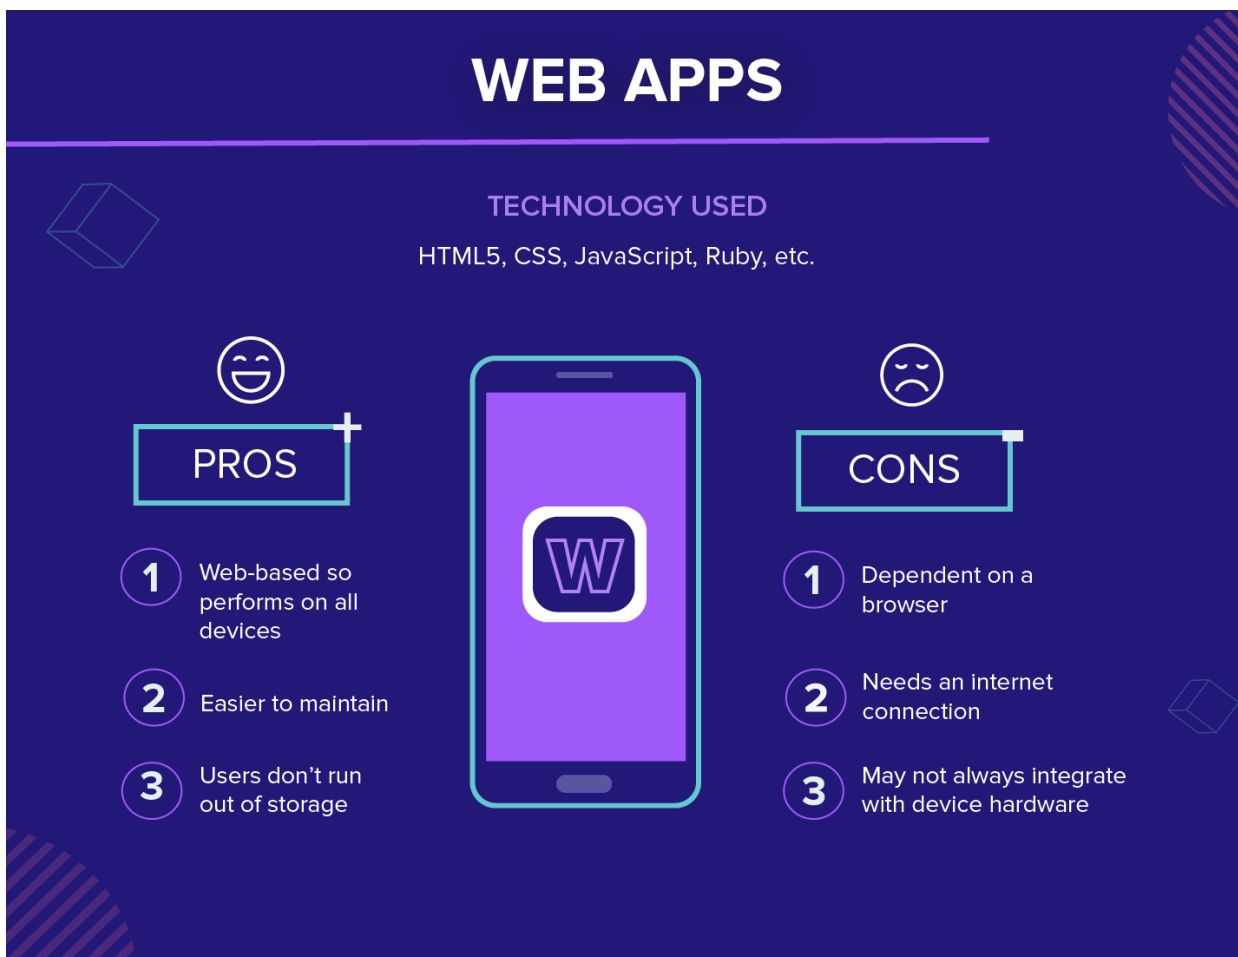 WEB APPS
TECHNOLOGY USED
HTML5, CSS, JavaScript, Ruby, etc.
PROS
1
Web-based so
performs on all
devices
2
Easier to maintain
3
Users don’t run
out of storage
W
CONS
1
Dependent on a
browser
2
Needs an internet
connection
3
May not always integrate
with device hardware